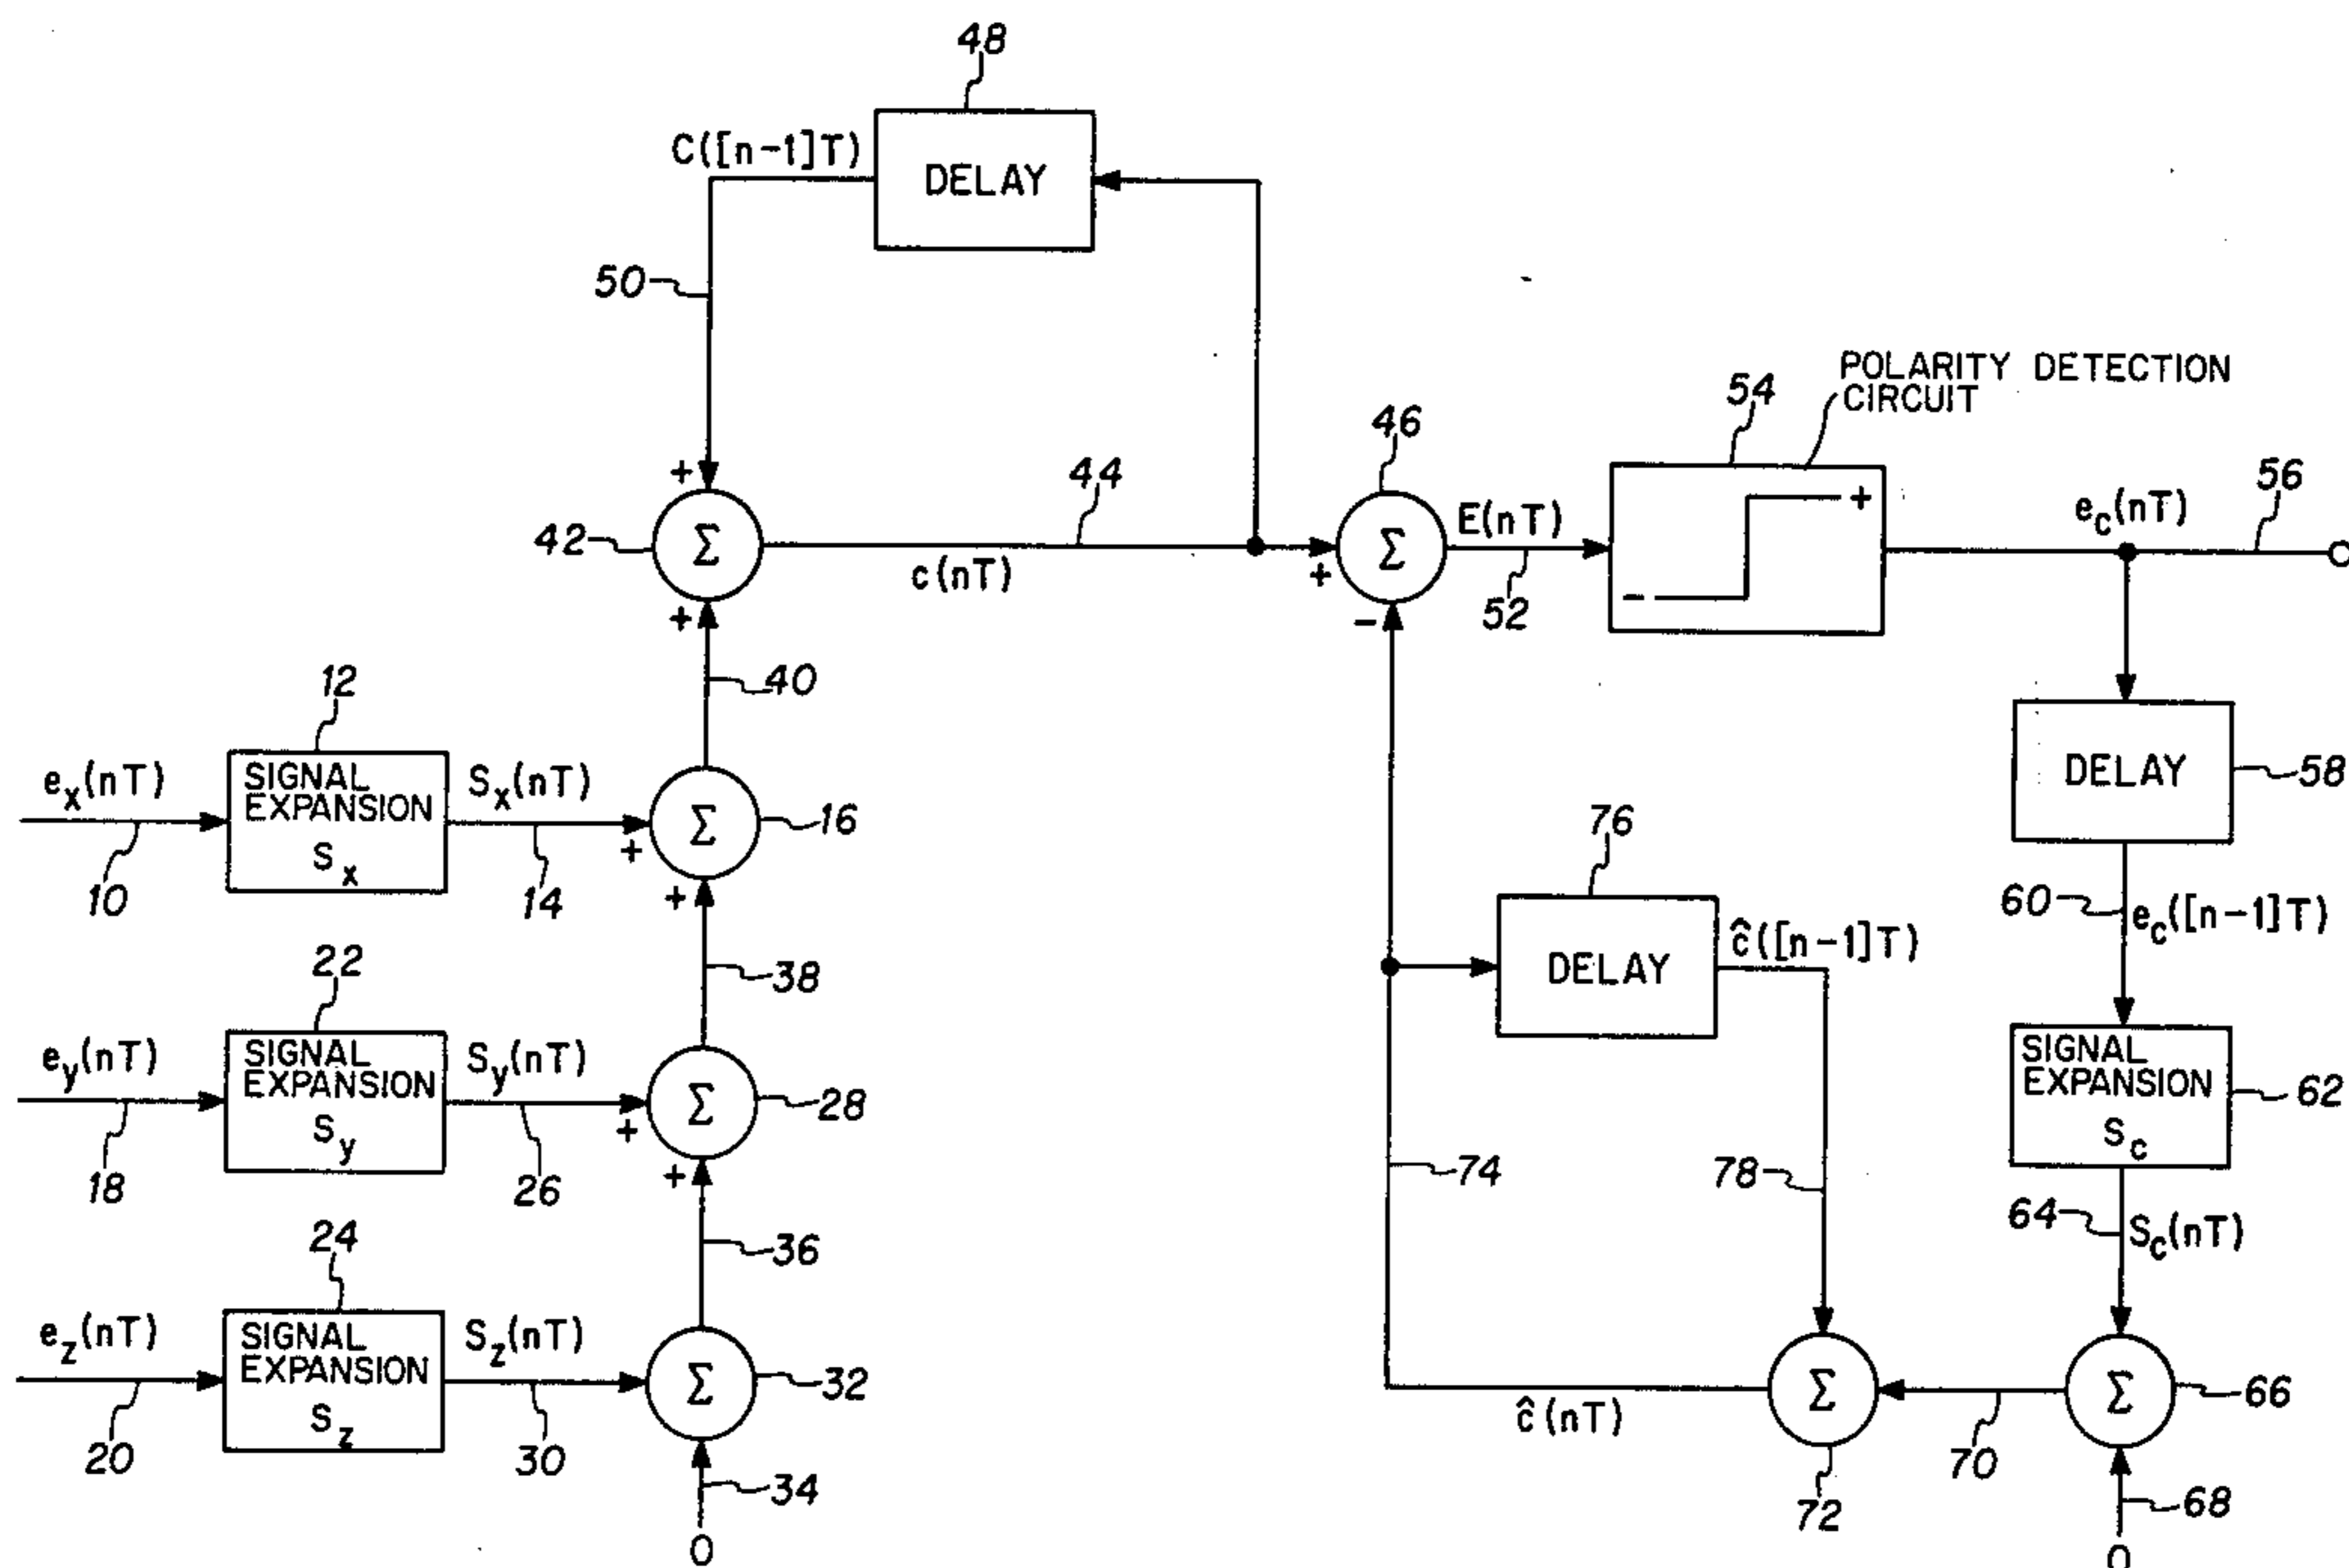 48
C([n-1]T)
DELAY
50
POLARITY DETECTION
CIRCUIT
54
46
44
56
+
42
Σ
c(nT)
+
+
Σ
-
E(nT)
52
- +
e_c(nT)
40
12
e_x(nT)
SIGNAL
EXPANSION
S_x
S_x(nT)
10
14
+
+
Σ
16
DELAY
58
60
e_c([n-1]T)
38
22
e_y(nT)
SIGNAL
EXPANSION
S_y
S_y(nT)
18
26
+
+
Σ
28
76
DELAY
ĉ([n-1]T)
SIGNAL
EXPANSION
S_c
62
74
78
64
S_c(nT)
36
24
e_z(nT)
SIGNAL
EXPANSION
S_z
S_z(nT)
20
30
Σ
32
34
0
ĉ(nT)
Σ
72
70
Σ
66
68
0